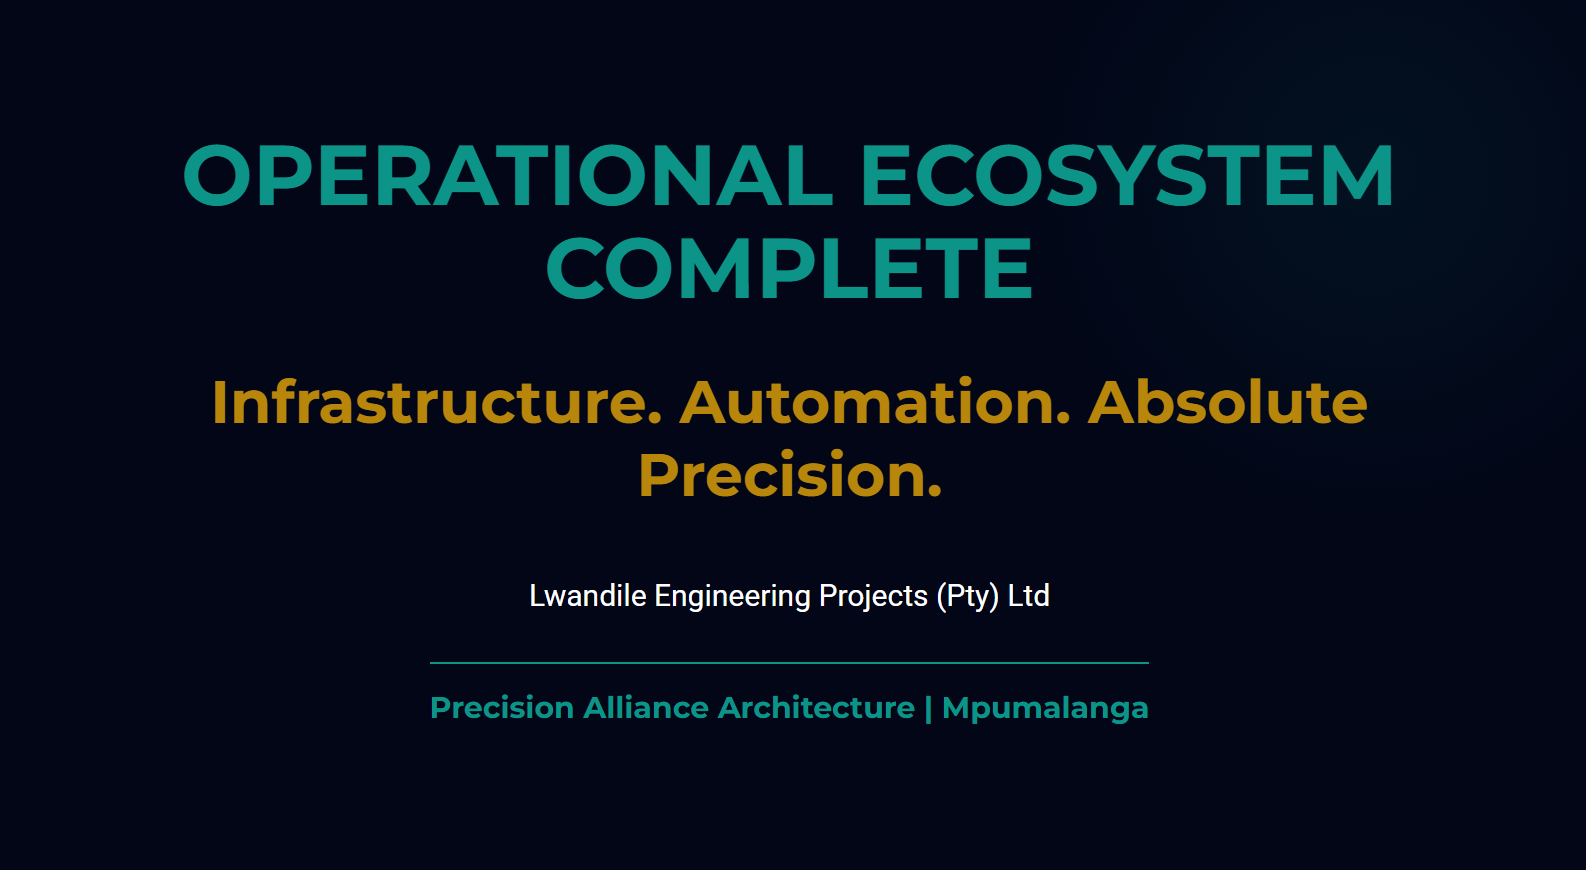 OPERATIONAL ECOSYSTEM
COMPLETE
Infrastructure. Automation. Absolute
Precision.
Lwandile Engineering Projects (Pty) Ltd
Precision Alliance Architecture | Mpumalanga